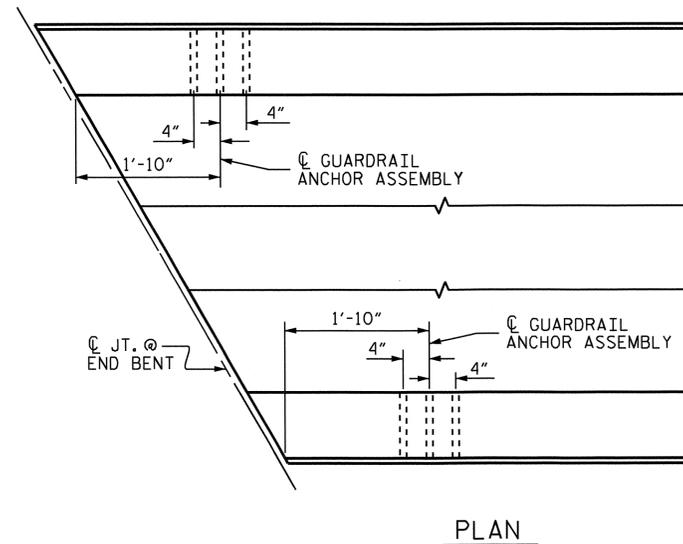 4"
4"
1'-10"
℄ GUARDRAIL
ANCHOR ASSEMBLY
1'-10"
℄ GUARDRAIL
ANCHOR ASSEMBLY
4"
4"
℄ JT. @
END BENT
PLAN